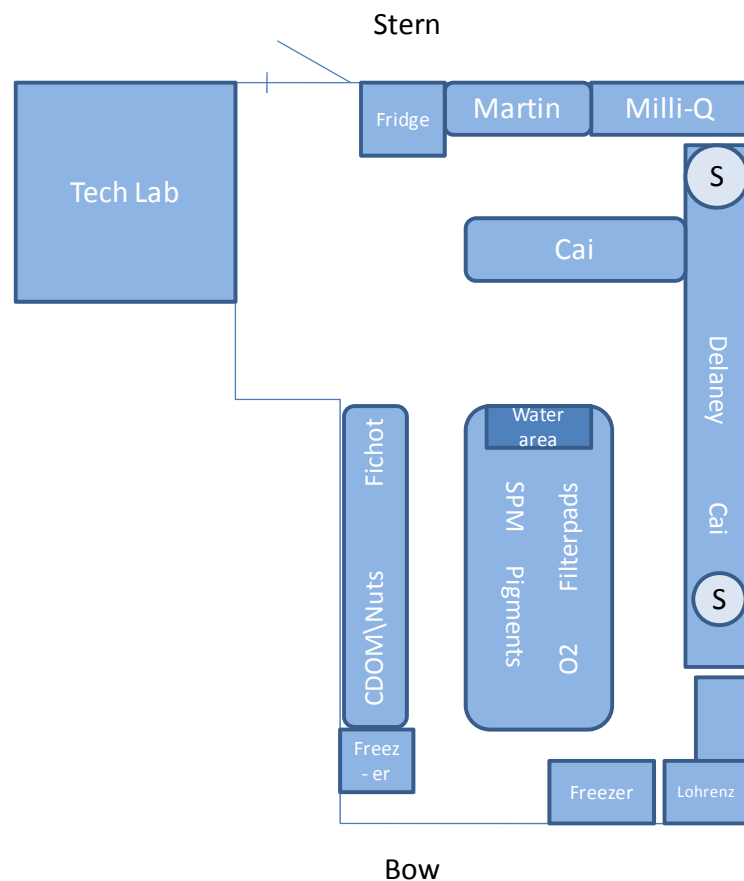 Stern
Fridge
Martin
Milli-Q
Tech Lab
S
Cai
Delaney
Cai
Fichot
CDOM\Nuts
Water
area
SPM
Pigments
Filterpads
O2
S
Freez
- er
Freezer
Lohrenz
Bow